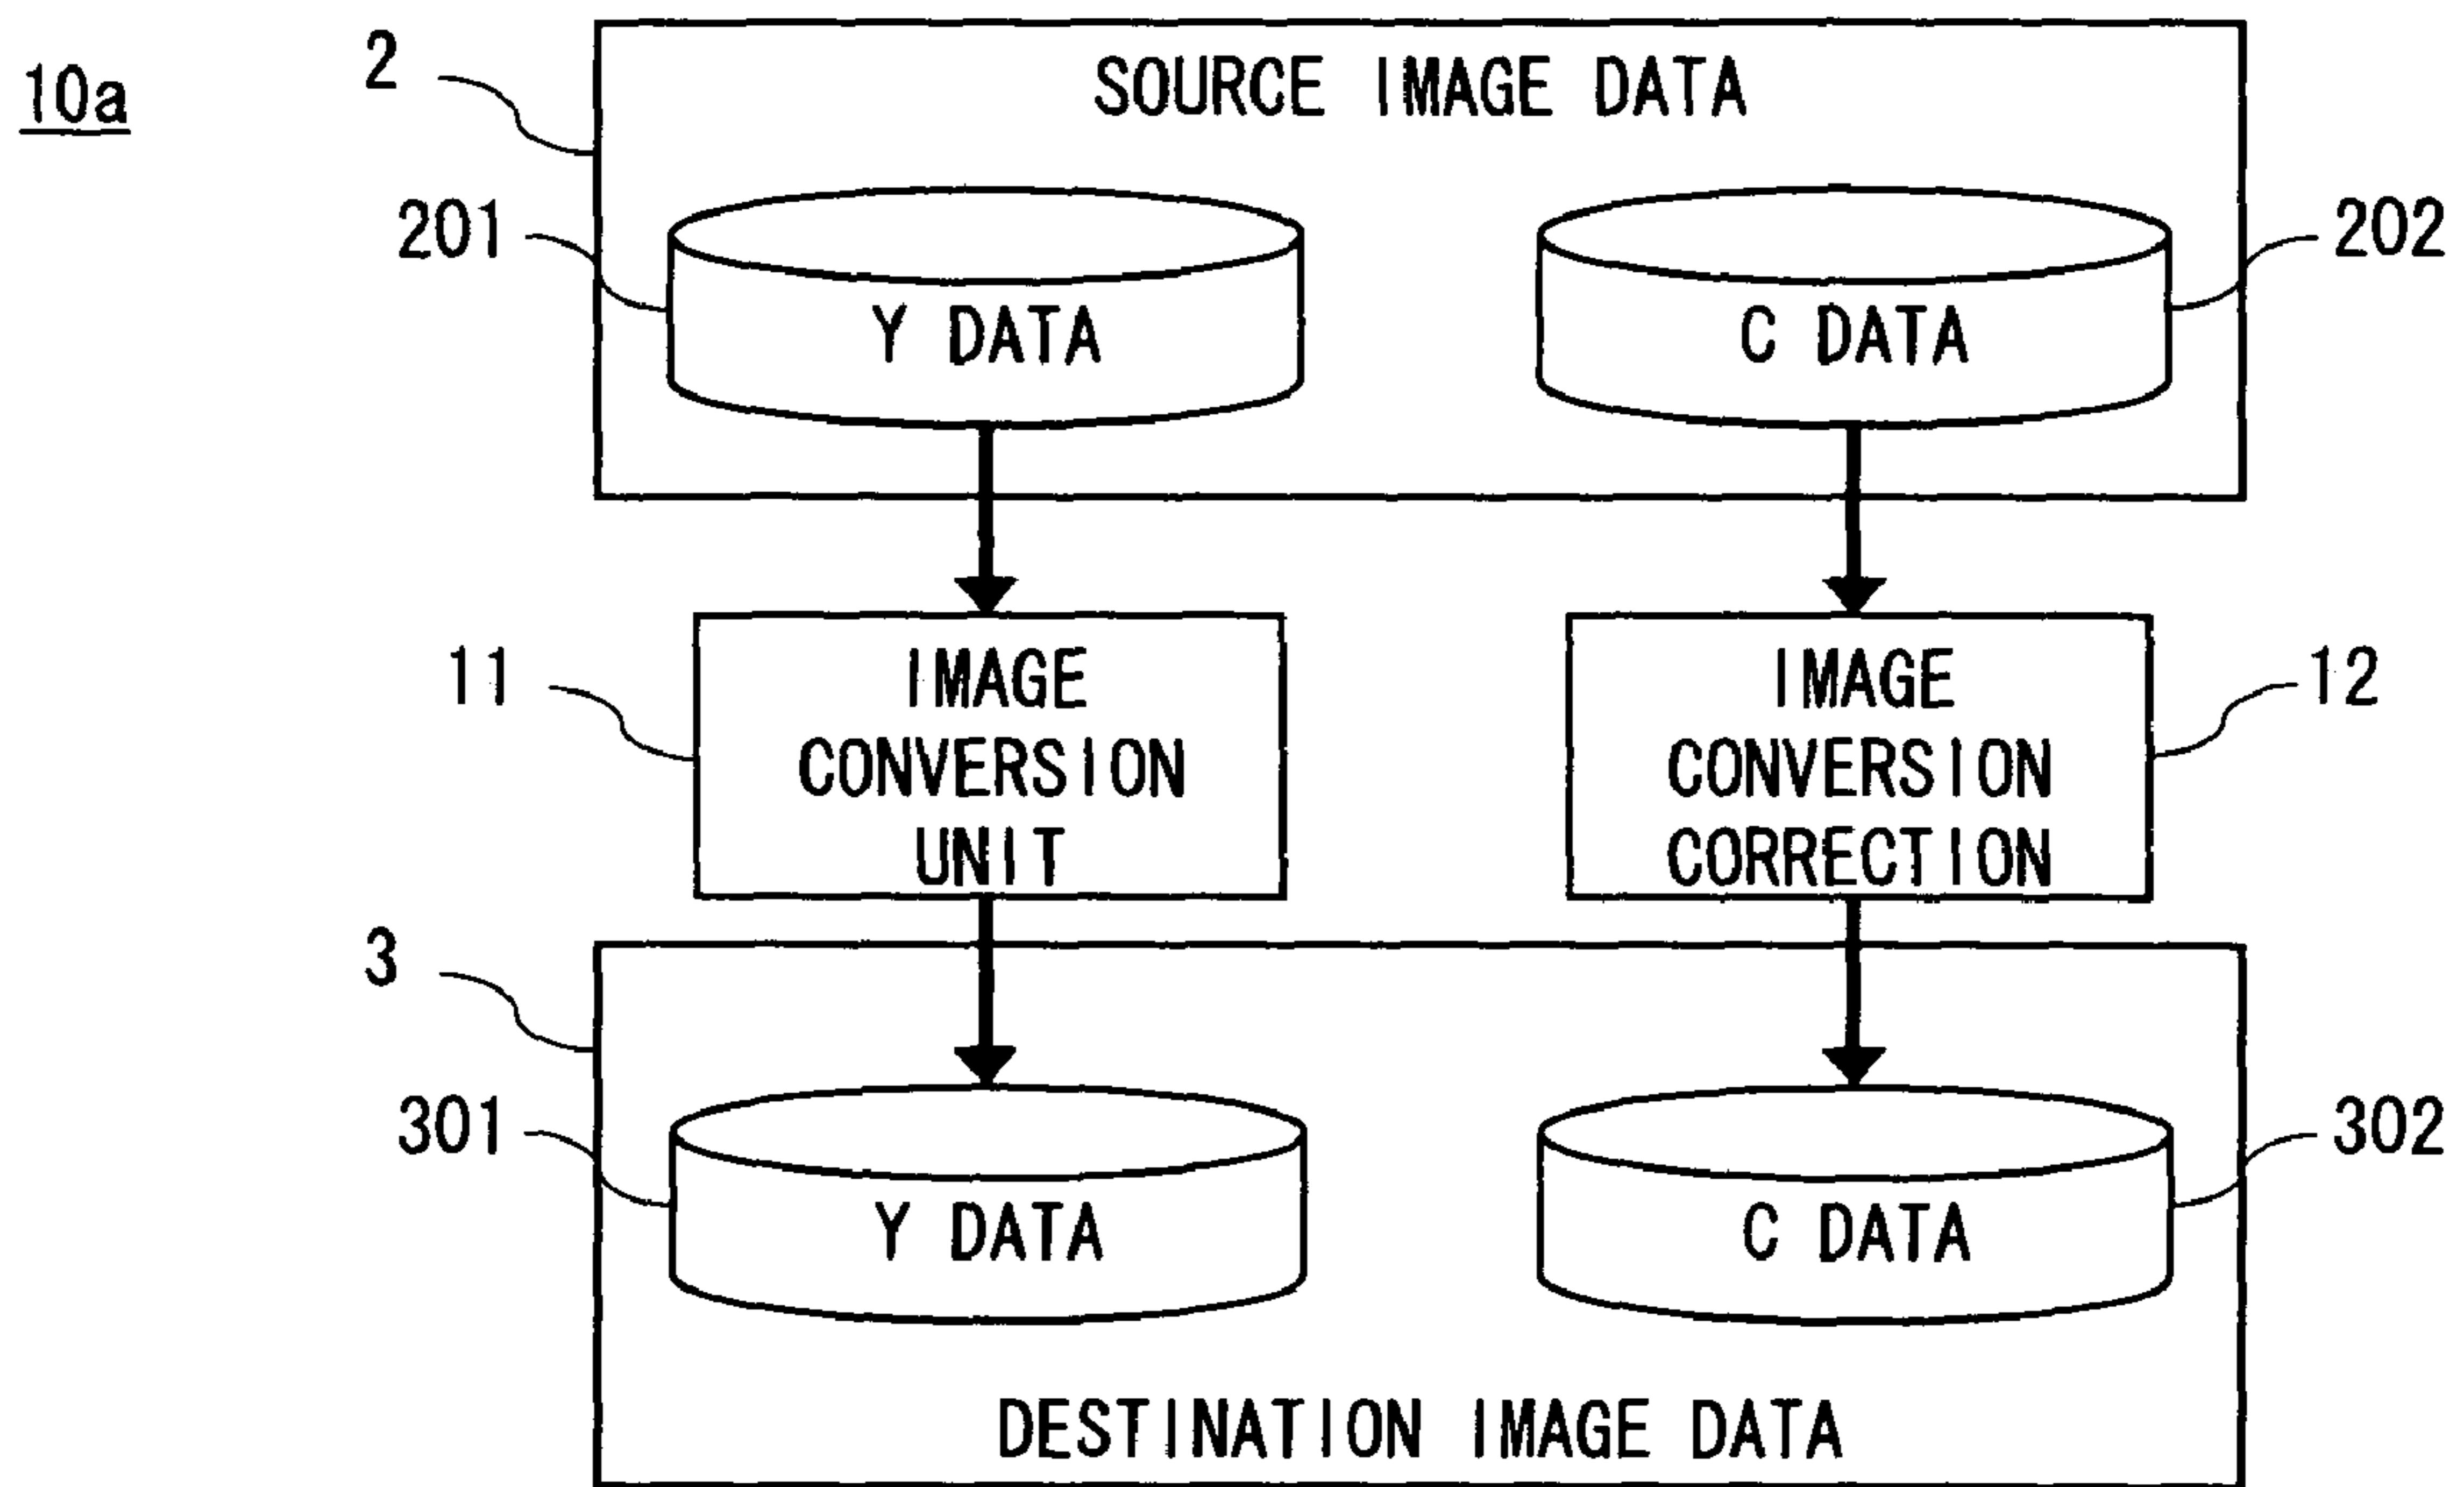 10a
2
SOURCE IMAGE DATA
201
Y DATA
C DATA
202
11
IMAGE
CONVERSION
UNIT
IMAGE
CONVERSION
CORRECTION
12
3
301
Y DATA
C DATA
302
DESTINATION IMAGE DATA